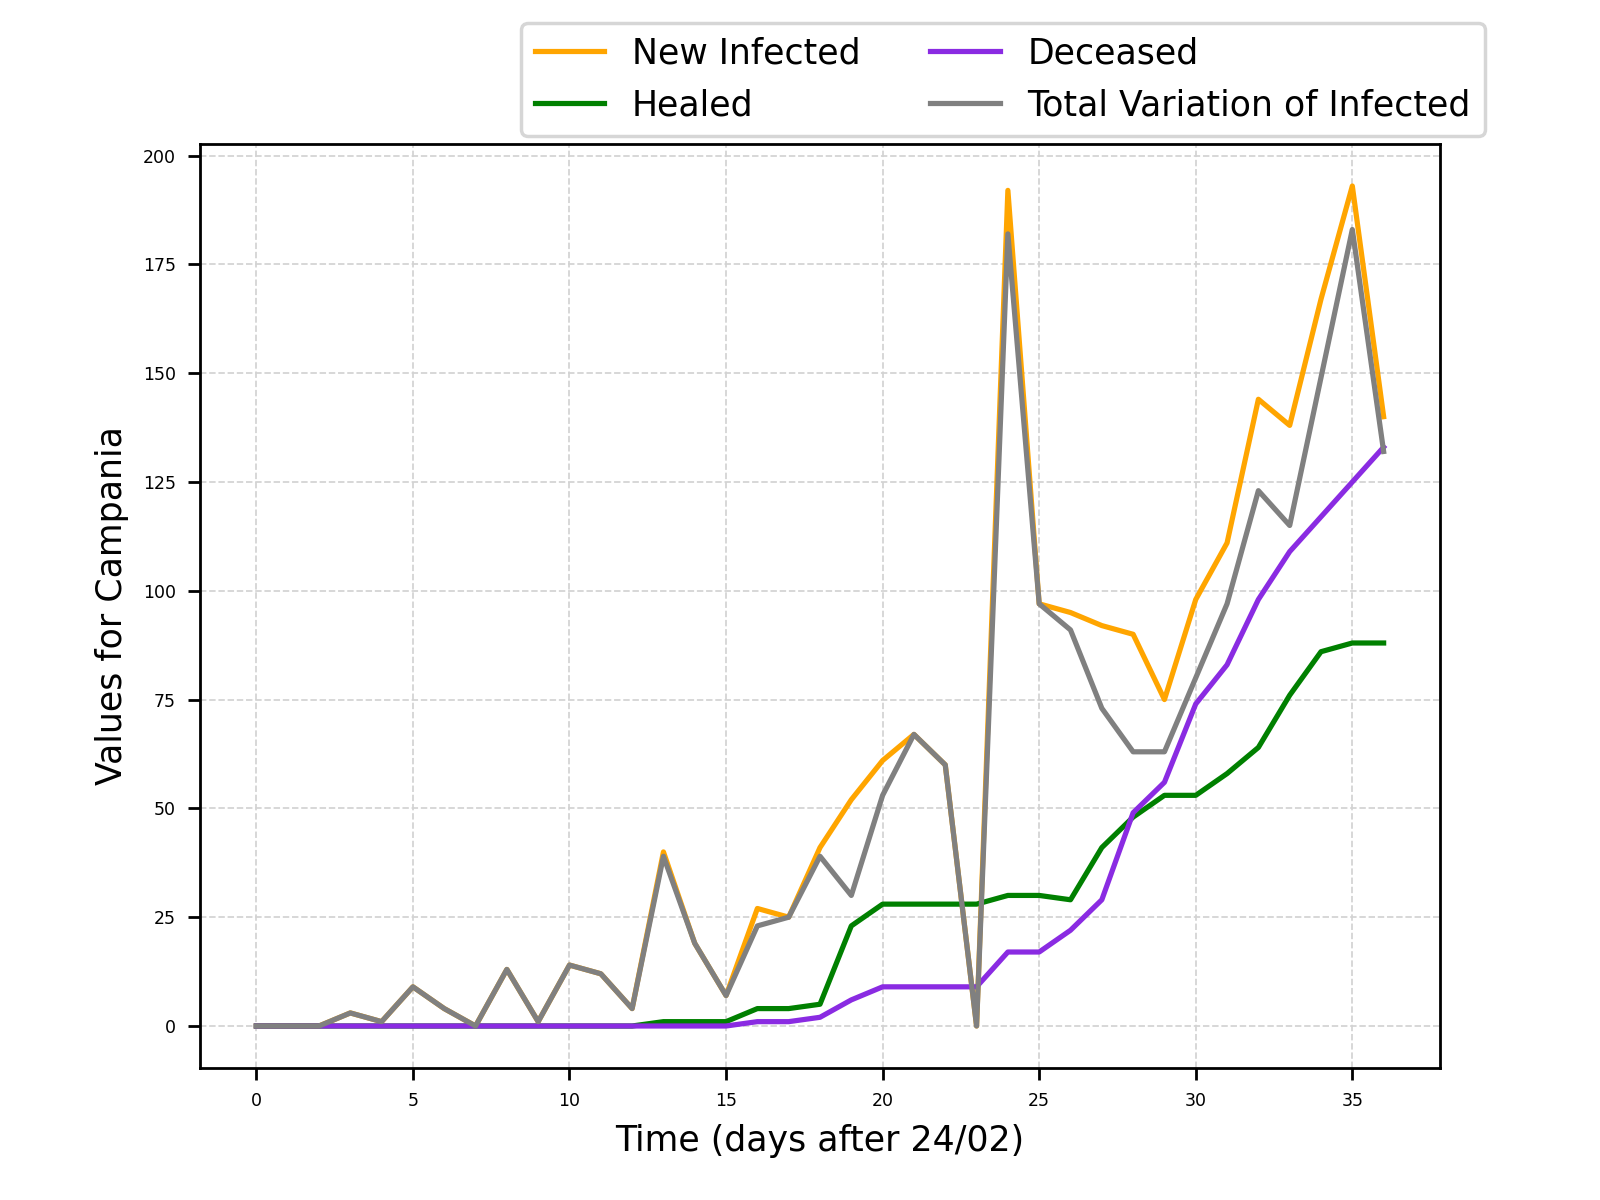 New Infected
Healed
Deceased
Total Variation of Infected
200
175
150
125
100
75
50
25
0
Values for Campania
0 5 10 15 20 25 30 35
Time (days after 24/02)